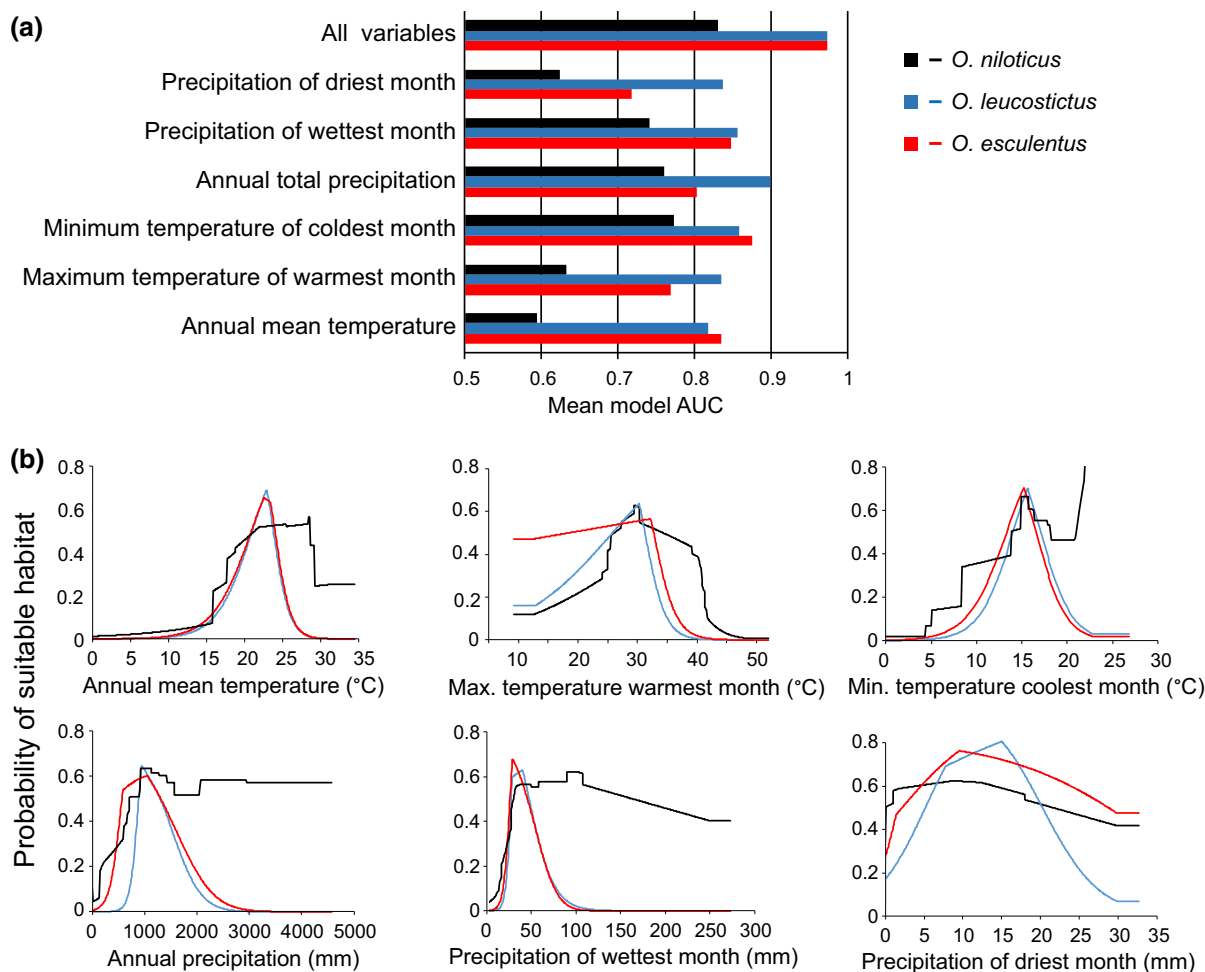 (a)
All variables
Precipitation of driest month
Precipitation of wettest month
Annual total precipitation
Minimum temperature of coldest month
Maximum temperature of warmest month
Annual mean temperature
0.5 0.6 0.7 0.8 0.9 1
Mean model AUC
O. niloticus
O. leucostictus
O. esculentus
(b)
Probability of suitable habitat
0.8
0.6
0.4
0.2
0
0 5 10 15 20 25 30 35
Annual mean temperature (°C)
0.8
0.6
0.4
0.2
0
10 20 30 40 50
Max. temperature warmest month (°C)
0.8
0.6
0.4
0.2
0
0 5 10 15 20 25 30
Min. temperature coolest month (°C)
0.8
0.6
0.4
0.2
0
0 1000 2000 3000 4000 5000
Annual precipitation (mm)
0.8
0.6
0.4
0.2
0
0 50 100 150 200 250 300
Precipitation of wettest month (mm)
0.8
0.6
0.4
0.2
0
0 5 10 15 20 25 30 35
Precipitation of driest month (mm)